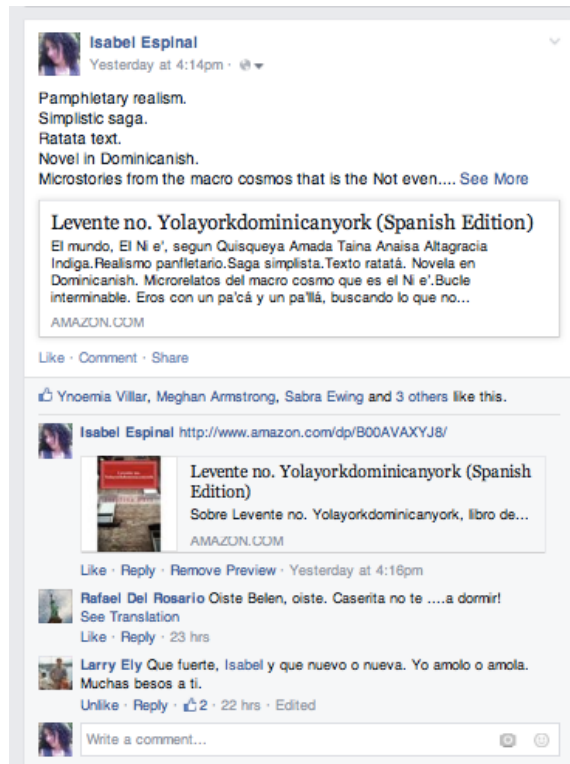 Isabel Espinal
Yesterday at 4:14pm ·
Pamphletary realism.
Simplistic saga.
Ratata text.
Novel in Dominicanish.
Microstories from the macro cosmos that is the Not even.... See More
Levente no. Yolayorkdominicanyork (Spanish Edition)
El mundo, El Ni e', segun Quisqueya Amada Taina Anaisa Altagracia
Indiga.Realismo panfletario.Saga simplista.Texto ratatá. Novela en
Dominicanish. Microrelatos del macro cosmos que es el Ni e'.Bucle
interminable. Eros con un pa'cá y un pa'llá, buscando lo que no...
AMAZON.COM
Like · Comment · Share
Ynoemia Villar, Meghan Armstrong, Sabra Ewing and 3 others like this.
Isabel Espinal http://www.amazon.com/dp/B00AVAXYJ8/
Levente no. Yolayorkdominicanyork (Spanish
Edition)
Sobre Levente no. Yolayorkdominicanyork, libro de...
AMAZON.COM
Like · Reply · Remove Preview · Yesterday at 4:16pm
Rafael Del Rosario Oiste Belen, oiste. Caserita no te ....a dormir!
See Translation
Like · Reply · 23 hrs
Larry Ely Que fuerte, Isabel y que nuevo o nueva. Yo amolo o amola.
Muchas besos a ti.
Unlike · Reply · 2 · 22 hrs · Edited
Write a comment...